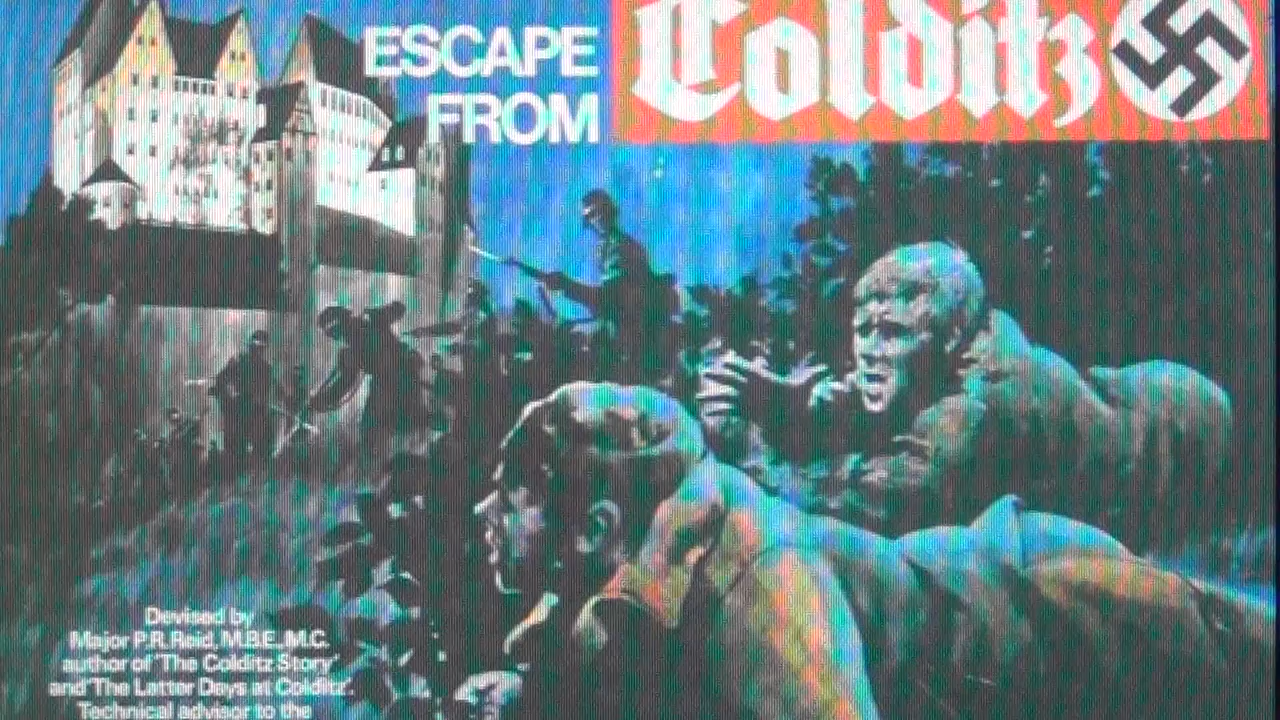 ESCAPE
FROM
Colditz
Devised by
Major P.R.Reid, M.B.E., M.C.
author of 'The Colditz Story'
and 'The Latter Days at Colditz'.
Technical advisor to the